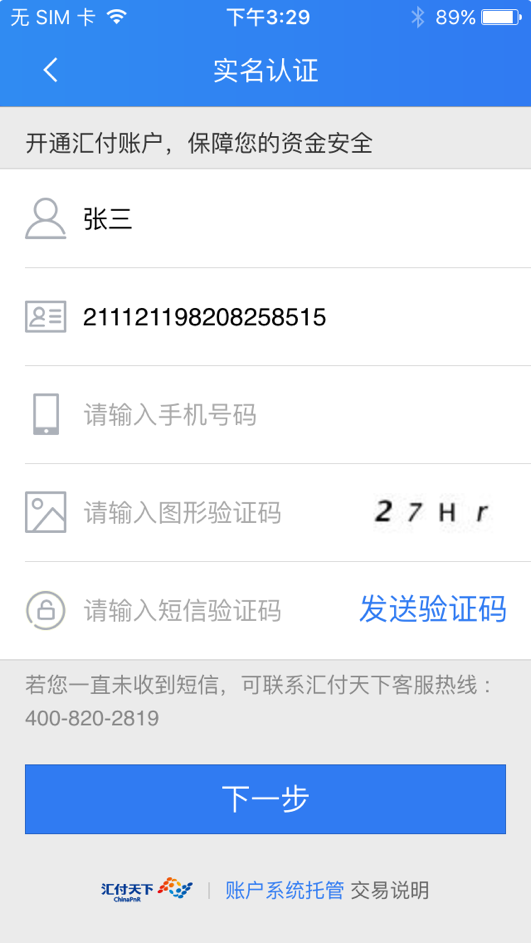 无 SIM 卡 下午3:29 89%
实名认证
开通汇付账户，保障您的资金安全
张三
211121198208258515
请输入手机号码
请输入图形验证码 27Hr
请输入短信验证码 发送验证码
若您一直未收到短信，可联系汇付天下客服热线：
400-820-2819
下一步
汇付天下 ChinaPnR | 账户系统托管 交易说明